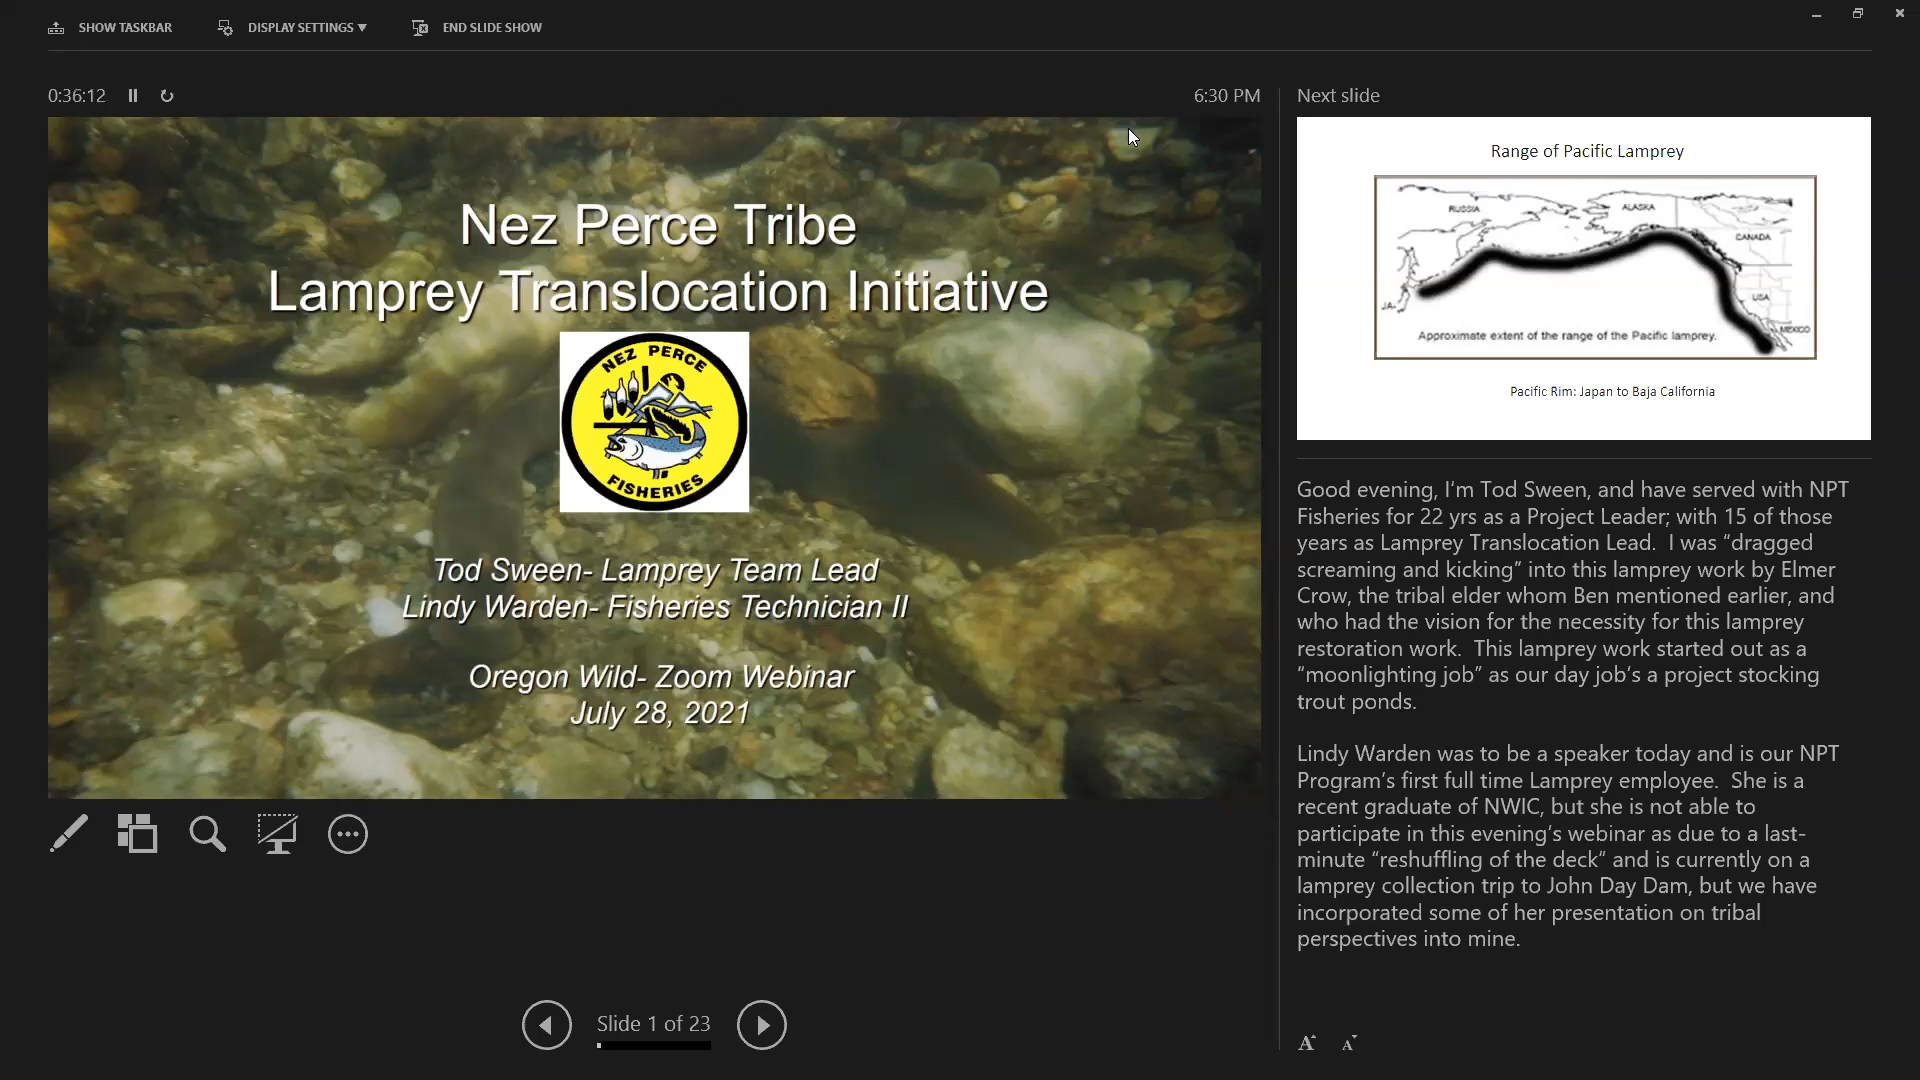 SHOW TASKBAR
DISPLAY SETTINGS
END SLIDE SHOW
0:36:12
6:30 PM
Nez Perce Tribe
Lamprey Translocation Initiative
NEZ PERCE
FISHERIES
Tod Sween- Lamprey Team Lead
Lindy Warden- Fisheries Technician II
Oregon Wild- Zoom Webinar
July 28, 2021
Slide 1 of 23
Next slide
Range of Pacific Lamprey
RUSSIA
ALASKA
CANADA
JA.
USA
MEXICO
Approximate extent of the range of the Pacific lamprey.
Pacific Rim: Japan to Baja California
Good evening, I’m Tod Sween, and have served with NPT
Fisheries for 22 yrs as a Project Leader; with 15 of those
years as Lamprey Translocation Lead.  I was “dragged
screaming and kicking” into this lamprey work by Elmer
Crow, the tribal elder whom Ben mentioned earlier, and
who had the vision for the necessity for this lamprey
restoration work.  This lamprey work started out as a
“moonlighting job” as our day job’s a project stocking
trout ponds.
Lindy Warden was to be a speaker today and is our NPT
Program’s first full time Lamprey employee.  She is a
recent graduate of NWIC, but she is not able to
participate in this evening’s webinar as due to a last-
minute “reshuffling of the deck” and is currently on a
lamprey collection trip to John Day Dam, but we have
incorporated some of her presentation on tribal
perspectives into mine.
A A